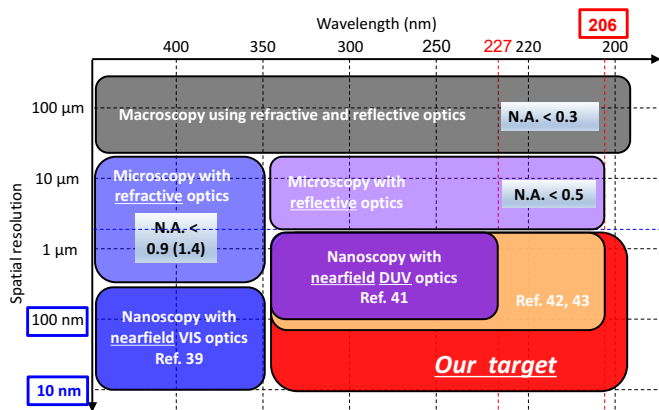 Wavelength (nm)
206
400 350 300 250 227 220 200
Spatial resolution
100 μm
Macroscopy using refractive and reflective optics
N.A. < 0.3
10 μm
Microscopy with
refractive optics
N.A. <
0.9 (1.4)
Microscopy with
reflective optics
N.A. < 0.5
1 μm
Nanoscopy with
nearfield DUV optics
Ref. 41
Ref. 42, 43
100 nm
Nanoscopy with
nearfield VIS optics
Ref. 39
Our target
10 nm